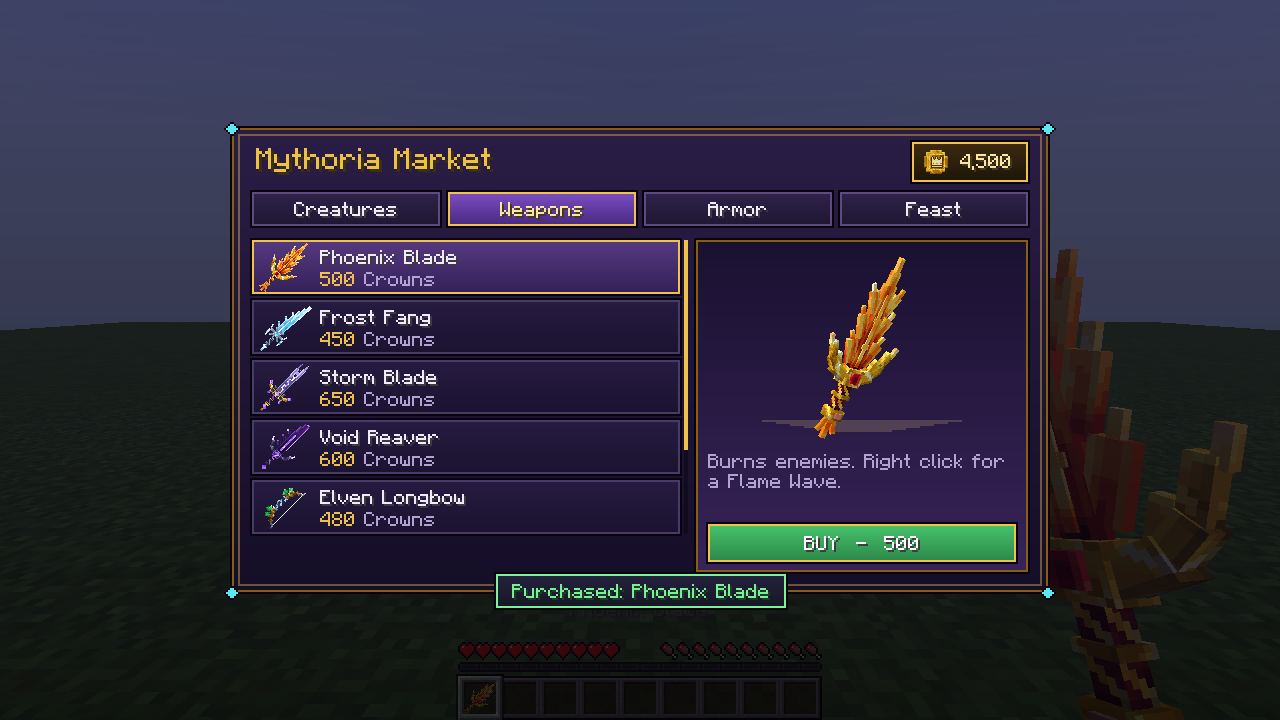 Mythoria Market
4,500
Creatures
Weapons
Armor
Feast
Phoenix Blade
500 Crowns
Frost Fang
450 Crowns
Storm Blade
650 Crowns
Void Reaver
600 Crowns
Elven Longbow
480 Crowns
Burns enemies. Right click for
a Flame Wave.
BUY - 500
Purchased: Phoenix Blade